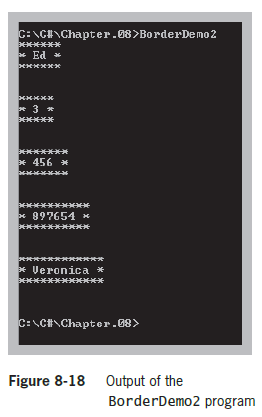 C:\C#\Chapter.08>BorderDemo2
******
* Ed *
******
*****
* 3 *
*****
*******
* 456 *
*******
**********
* 897654 *
**********
************
* Veronica *
************
C:\C#\Chapter.08>
Figure 8-18 Output of the
BorderDemo2 program